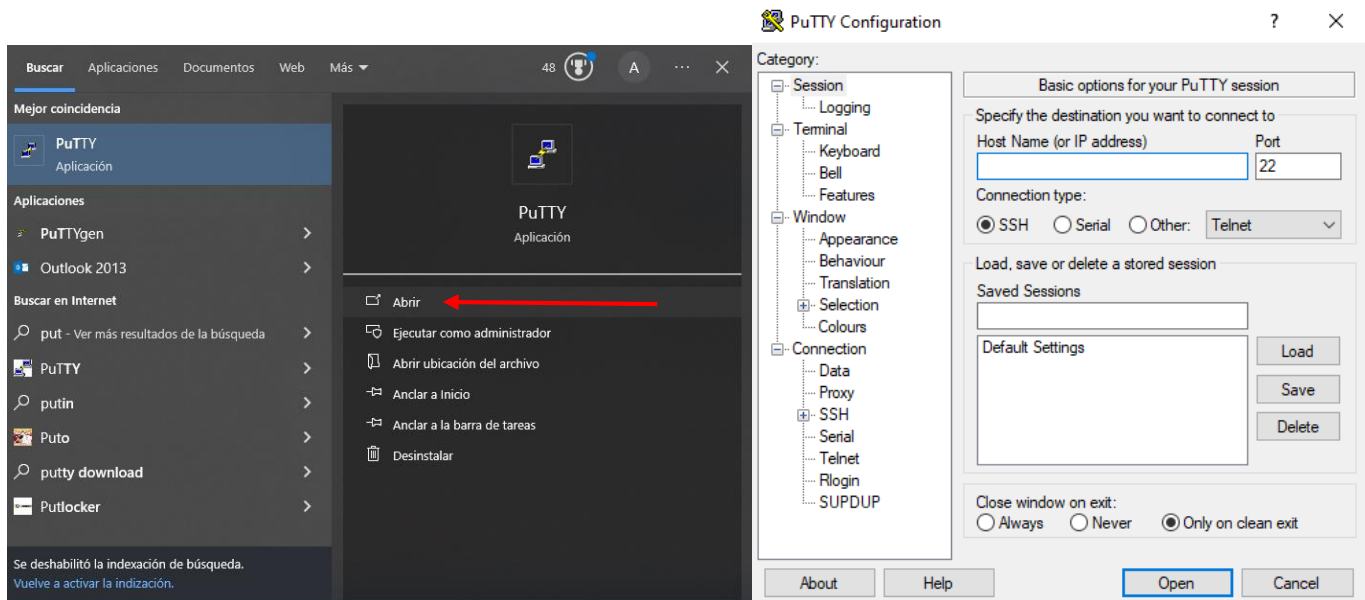 Buscar Aplicaciones Documentos Web Más 48 A ...
Mejor coincidencia
PuTTY
Aplicación
Aplicaciones
PuTTYgen
Outlook 2013
Buscar en Internet
put - Ver más resultados de la búsqueda
PuTTY
putin
Puto
putty download
Putlocker
Se deshabilitó la indexación de búsqueda.
Vuelve a activar la indización.
PuTTY
Aplicación
Abrir
Ejecutar como administrador
Abrir ubicación del archivo
Anclar a Inicio
Anclar a la barra de tareas
Desinstalar
PuTTY Configuration ?
Category:
Session
Logging
Terminal
Keyboard
Bell
Features
Window
Appearance
Behaviour
Translation
Selection
Colours
Connection
Data
Proxy
SSH
Serial
Telnet
Rlogin
SUPDUP
Basic options for your PuTTY session
Specify the destination you want to connect to
Host Name (or IP address) Port
22
Connection type:
SSH Serial Other: Telnet
Load, save or delete a stored session
Saved Sessions
Default Settings
Load
Save
Delete
Close window on exit:
Always Never Only on clean exit
About Help Open Cancel